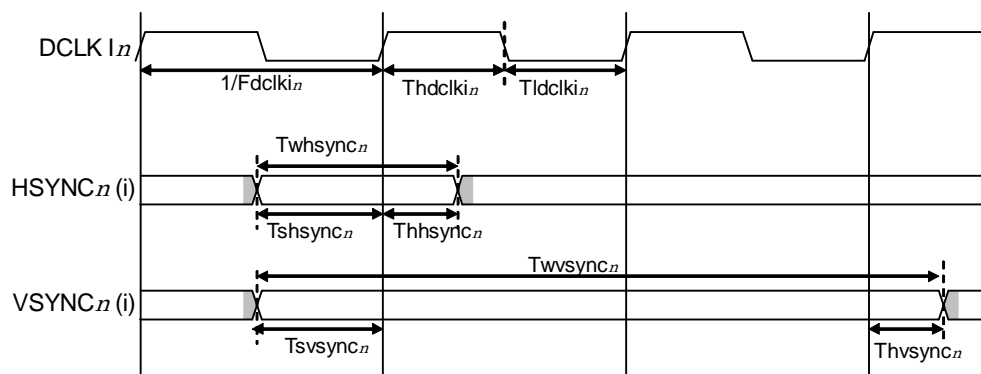 DCLK In
1/Fdclkin
Thdclkin
Tldclkin
Twhsyncn
HSYNCn (i)
Tshsyncn
Thhsyncn
Twvsyncn
VSYNCn (i)
Tsvsyncn
Thvsyncn